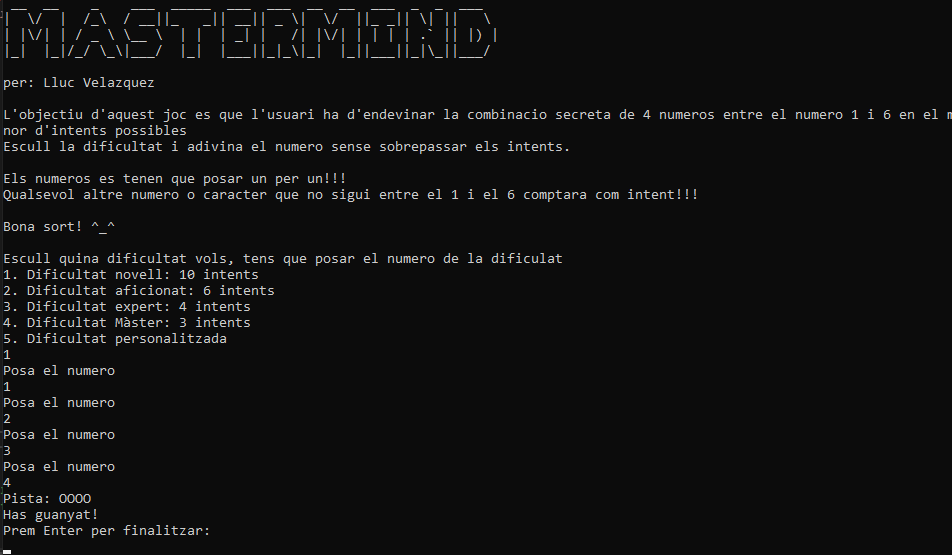 MASTERMIND
per: Lluc Velazquez
L'objectiu d'aquest joc es que l'usuari ha d'endevinar la combinacio secreta de 4 numeros entre el numero 1 i 6 en el m
nor d'intents possibles
Escull la dificultat i adivina el numero sense sobrepassar els intents.
Els numeros es tenen que posar un per un!!!
Qualsevol altre numero o caracter que no sigui entre el 1 i el 6 comptara com intent!!!
Bona sort! ^_^
Escull quina dificultat vols, tens que posar el numero de la dificulat
1. Dificultat novell: 10 intents
2. Dificultat aficionat: 6 intents
3. Dificultat expert: 4 intents
4. Dificultat Màster: 3 intents
5. Dificultat personalitzada
1
Posa el numero
1
Posa el numero
2
Posa el numero
3
Posa el numero
4
Pista: OOOO
Has guanyat!
Prem Enter per finalitzar: